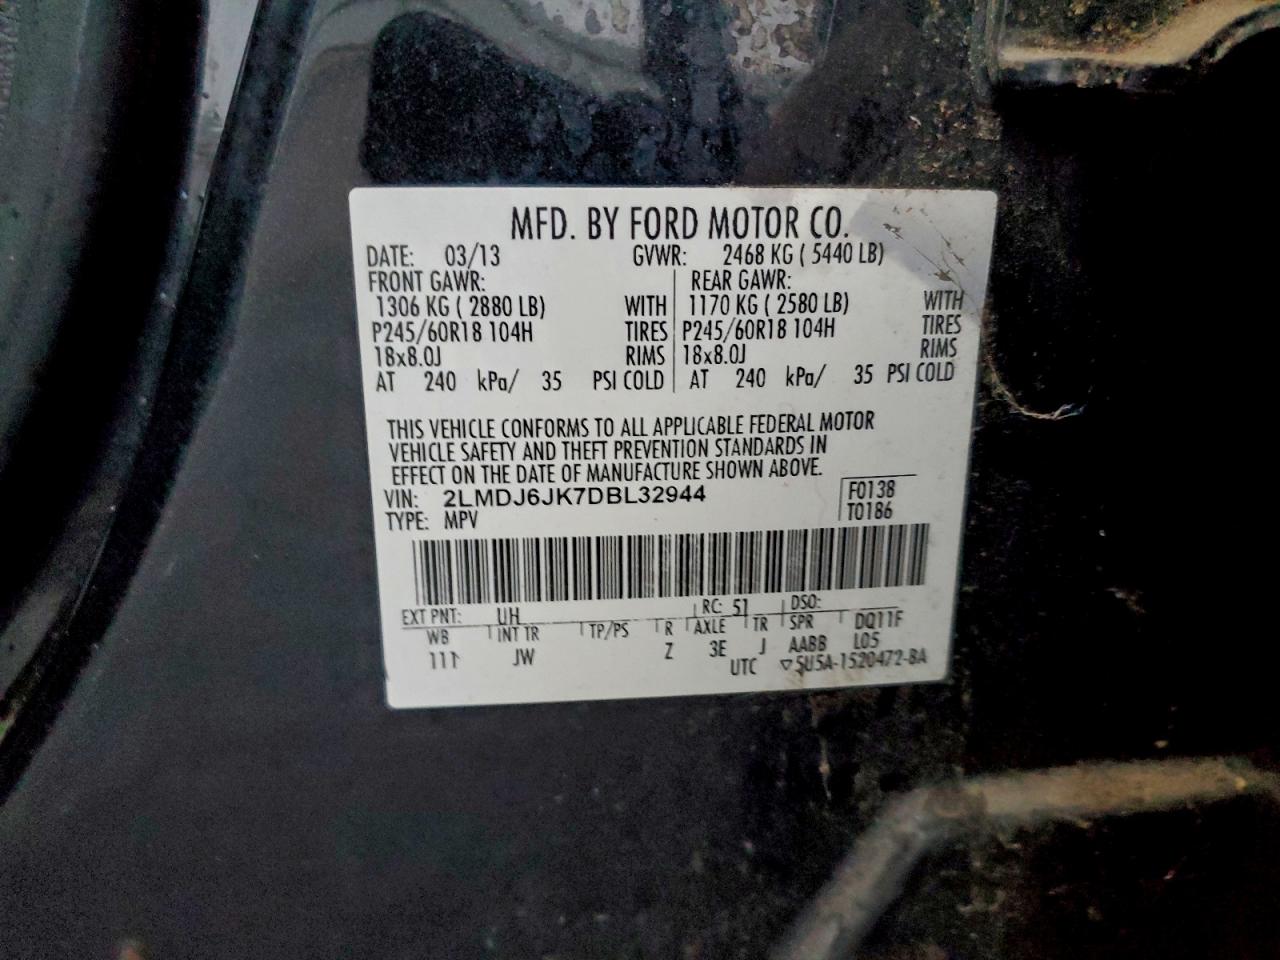 MFD. BY FORD MOTOR CO.
DATE: 03/13 GVWR: 2468 KG ( 5440 LB)
FRONT GAWR: REAR GAWR:
1306 KG ( 2880 LB) WITH 1170 KG ( 2580 LB) WITH
P245/60R18 104H TIRES P245/60R18 104H TIRES
18x8.0J RIMS 18x8.0J RIMS
AT 240 kPa/ 35 PSI COLD AT 240 kPa/ 35 PSI COLD
THIS VEHICLE CONFORMS TO ALL APPLICABLE FEDERAL MOTOR
VEHICLE SAFETY AND THEFT PREVENTION STANDARDS IN
EFFECT ON THE DATE OF MANUFACTURE SHOWN ABOVE.
VIN: 2LMDJ6JK7DBL32944 F0138
TYPE: MPV T0186
EXT PNT: UH RC: 51 DSO:
WB INT TR TP/PS R AXLE TR SPR DQ11F
111 JW Z 3E J AABB L05
UTC ▽5U5A-1520472-BA